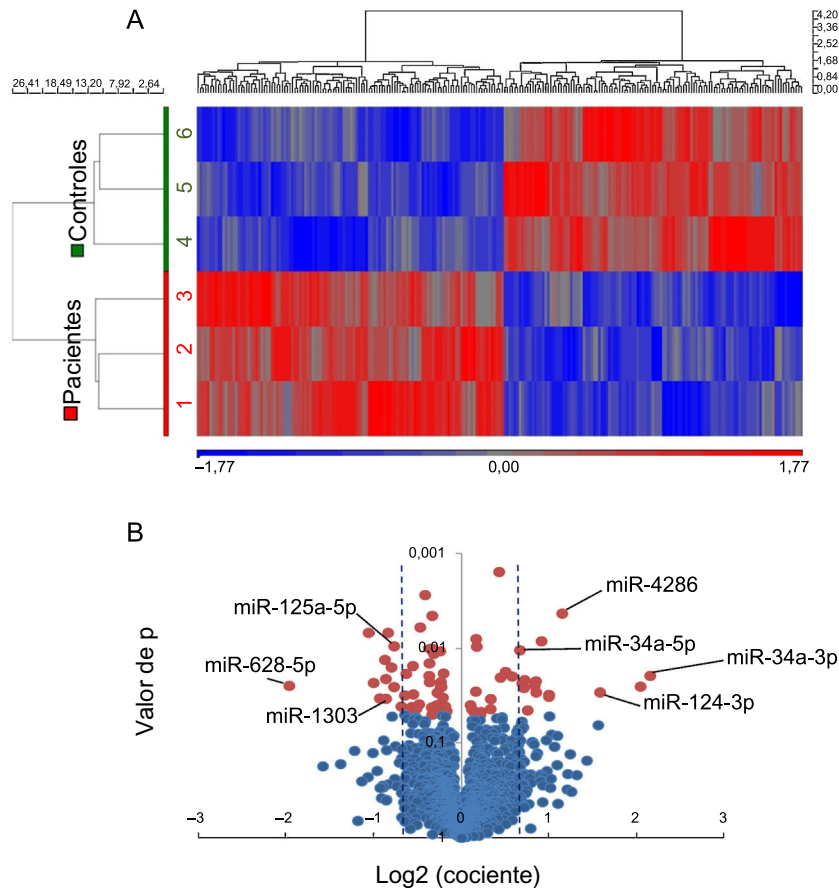 A
4,20
3,36
2,52
1,68
0,84
0,00
26,41 18,49 13,20 7,92 2,64
Controles
6
5
4
Pacientes
3
2
1
–1,77 0,00 1,77
B
0,001
miR-4286
miR-125a-5p
miR-34a-5p
0,01
miR-34a-3p
miR-628-5p
miR-124-3p
miR-1303
Valor de p
0,1
–3 –2 –1 0 1 2 3
1
Log2 (cociente)